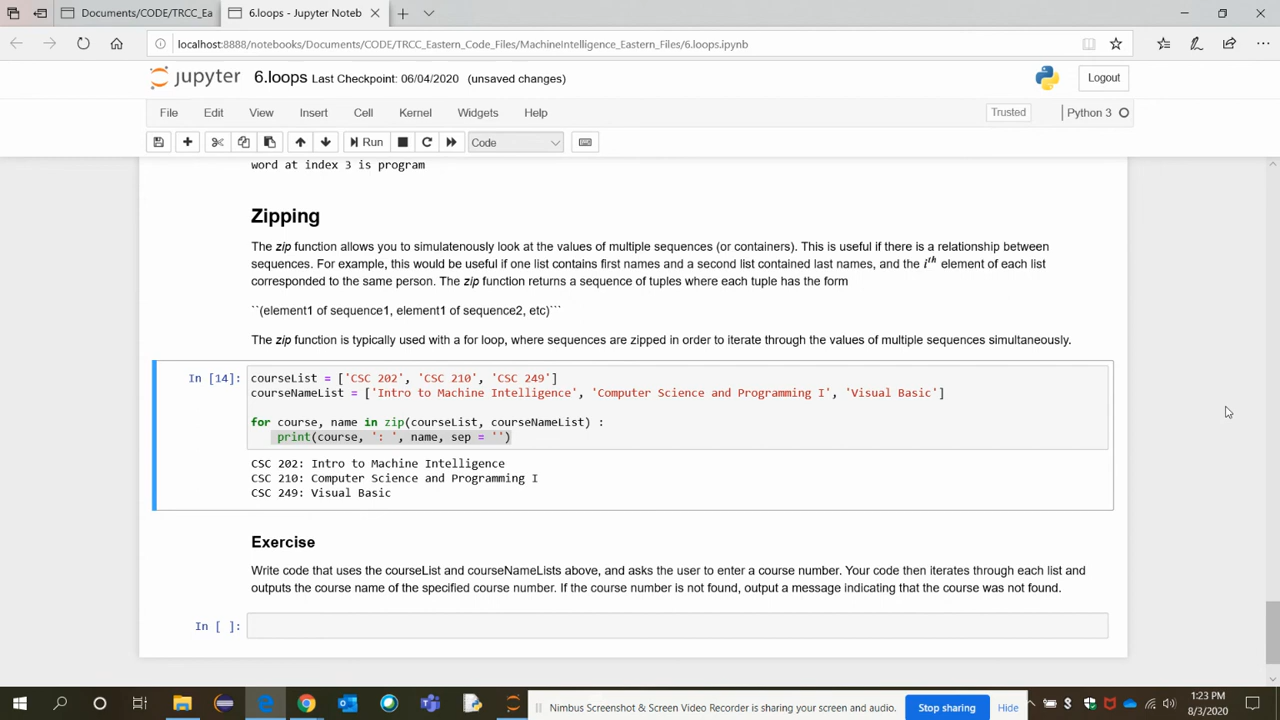 Documents/CODE/TRCC_Ea
6.loops - Jupyter Noteb
localhost:8888/notebooks/Documents/CODE/TRCC_Eastern_Code_Files/MachineIntelligence_Eastern_Files/6.loops.ipynb
jupyter 6.loops Last Checkpoint: 06/04/2020 (unsaved changes)
Logout
File Edit View Insert Cell Kernel Widgets Help
Trusted
Python 3
Run
Code
word at index 3 is program
Zipping
The zip function allows you to simulatenously look at the values of multiple sequences (or containers). This is useful if there is a relationship between
sequences. For example, this would be useful if one list contains first names and a second list contained last names, and the i^th element of each list
corresponded to the same person. The zip function returns a sequence of tuples where each tuple has the form
``(element1 of sequence1, element1 of sequence2, etc)```
The zip function is typically used with a for loop, where sequences are zipped in order to iterate through the values of multiple sequences simultaneously.
In [14]: courseList = ['CSC 202', 'CSC 210', 'CSC 249']
courseNameList = ['Intro to Machine Intelligence', 'Computer Science and Programming I', 'Visual Basic']
for course, name in zip(courseList, courseNameList) :
print(course, ': ', name, sep = '')
CSC 202: Intro to Machine Intelligence
CSC 210: Computer Science and Programming I
CSC 249: Visual Basic
Exercise
Write code that uses the courseList and courseNameLists above, and asks the user to enter a course number. Your code then iterates through each list and
outputs the course name of the specified course number. If the course number is not found, output a message indicating that the course was not found.
In [ ]:
Nimbus Screenshot & Screen Video Recorder is sharing your screen and audio.
Stop sharing
Hide
1:23 PM
8/3/2020